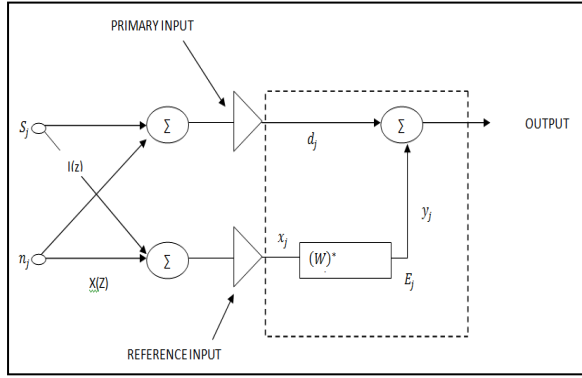 PRIMARY INPUT
Sⱼ
Σ
Σ
OUTPUT
dⱼ
J(z)
yⱼ
xⱼ
nⱼ
Σ
(W)*
Eⱼ
X(Z)
REFERENCE INPUT